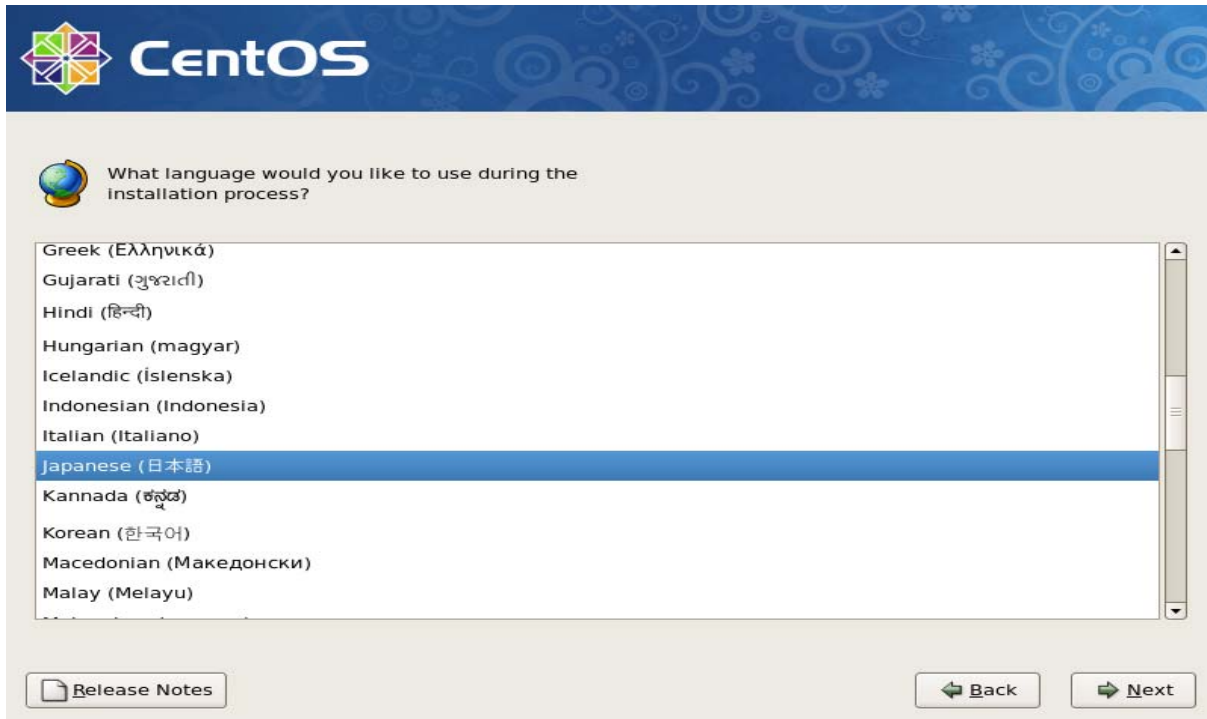 CentOS
What language would you like to use during the
installation process?
Greek (Ελληνικά)
Gujarati (ગુજરાતી)
Hindi (हिन्दी)
Hungarian (magyar)
Icelandic (Íslenska)
Indonesian (Indonesia)
Italian (Italiano)
Japanese (日本語)
Kannada (ಕನ್ನಡ)
Korean (한국어)
Macedonian (Македонски)
Malay (Melayu)
Release Notes
Back
Next